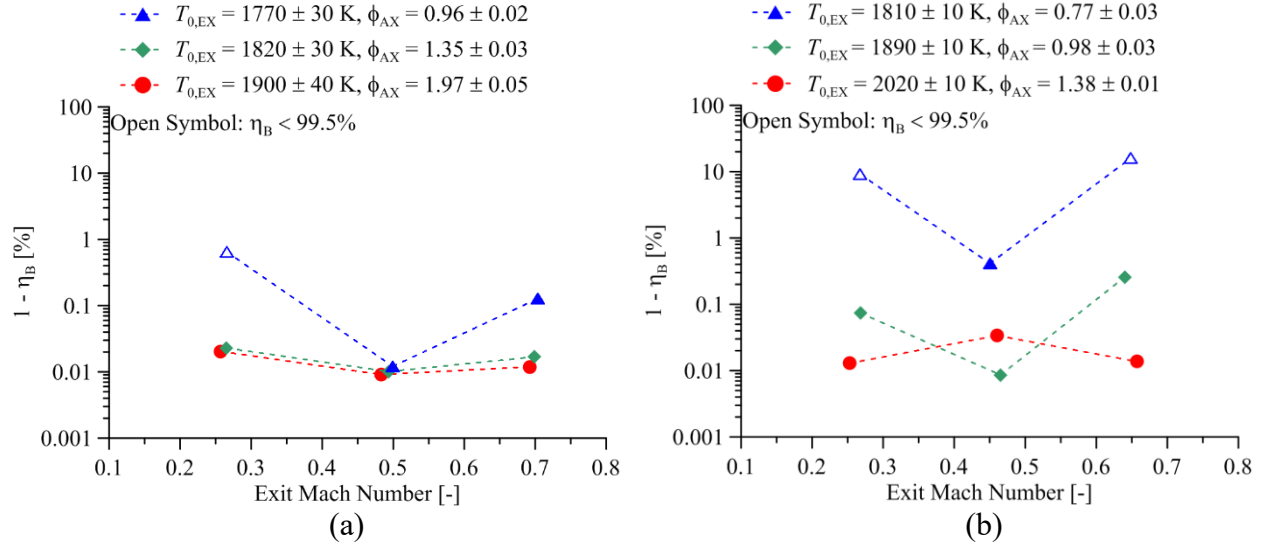 T0,EX = 1770 ± 30 K, ϕAX = 0.96 ± 0.02
T0,EX = 1820 ± 30 K, ϕAX = 1.35 ± 0.03
T0,EX = 1900 ± 40 K, ϕAX = 1.97 ± 0.05
Open Symbol: ηB < 99.5%
1 - ηB [%]
100
10
1
0.1
0.01
0.001
0.1 0.2 0.3 0.4 0.5 0.6 0.7 0.8
Exit Mach Number [-]
(a)
T0,EX = 1810 ± 10 K, ϕAX = 0.77 ± 0.03
T0,EX = 1890 ± 10 K, ϕAX = 0.98 ± 0.03
T0,EX = 2020 ± 10 K, ϕAX = 1.38 ± 0.01
Open Symbol: ηB < 99.5%
1 - ηB [%]
100
10
1
0.1
0.01
0.001
0.1 0.2 0.3 0.4 0.5 0.6 0.7 0.8
Exit Mach Number [-]
(b)